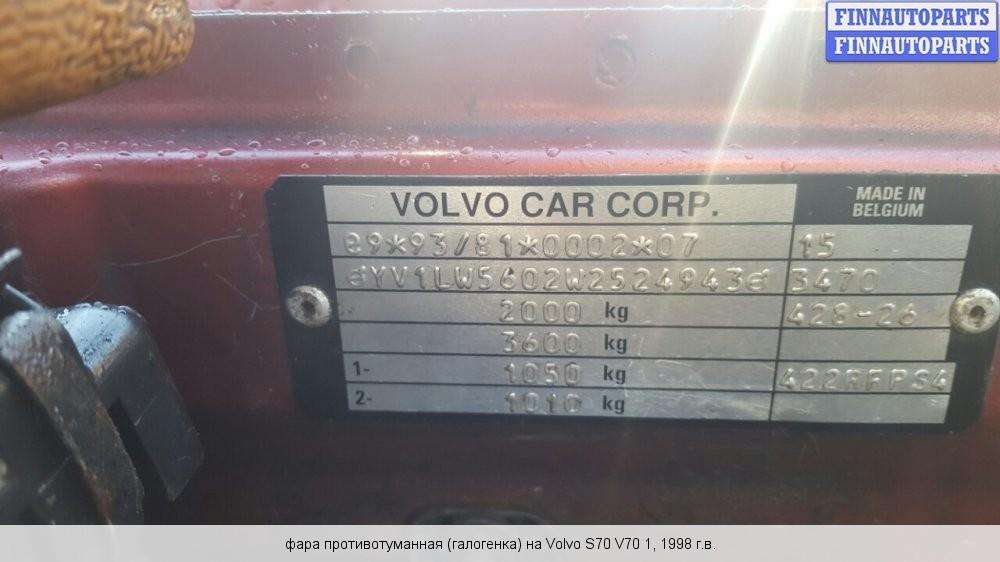 FINNAUTOPARTS
FINNAUTOPARTS
VOLVO CAR CORP.
MADE IN
BELGIUM
e9*93/81*0002*07 15
YV1LW5602W2524943 3470
2000 kg 428-26
3600 kg
1- 1050 kg 422RFPS4
2- 1010 kg
фара противотуманная (галогенка) на Volvo S70 V70 1, 1998 г.в.